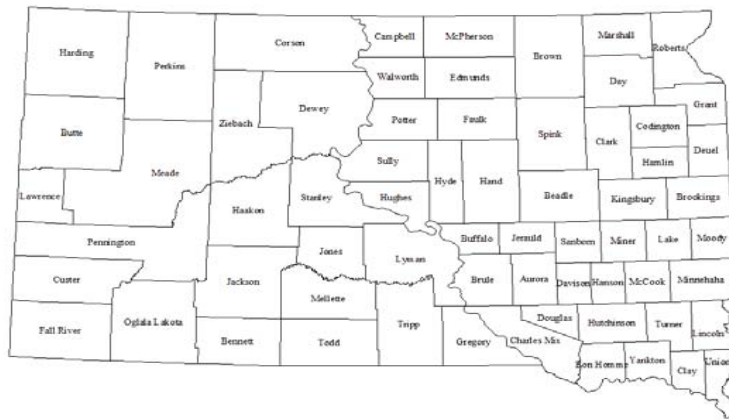 Harding
Perkins
Corson
Campbell
McPherson
Brown
Marshall
Roberts
Walworth
Edmunds
Day
Dewey
Ziebach
Butte
Potter
Faulk
Spink
Clark
Codington
Grant
Hamlin
Deuel
Meade
Sully
Hyde
Hand
Lawrence
Haakon
Stanley
Hughes
Beadle
Kingsbury
Brookings
Pennington
Jones
Lyman
Buffalo
Jerauld
Sanborn
Miner
Lake
Moody
Custer
Jackson
Brule
Aurora
Davison
Hanson
McCook
Minnehaha
Mellette
Fall River
Oglala Lakota
Bennett
Todd
Tripp
Gregory
Charles Mix
Douglas
Hutchinson
Turner
Lincoln
Bon Homme
Yankton
Clay
Union